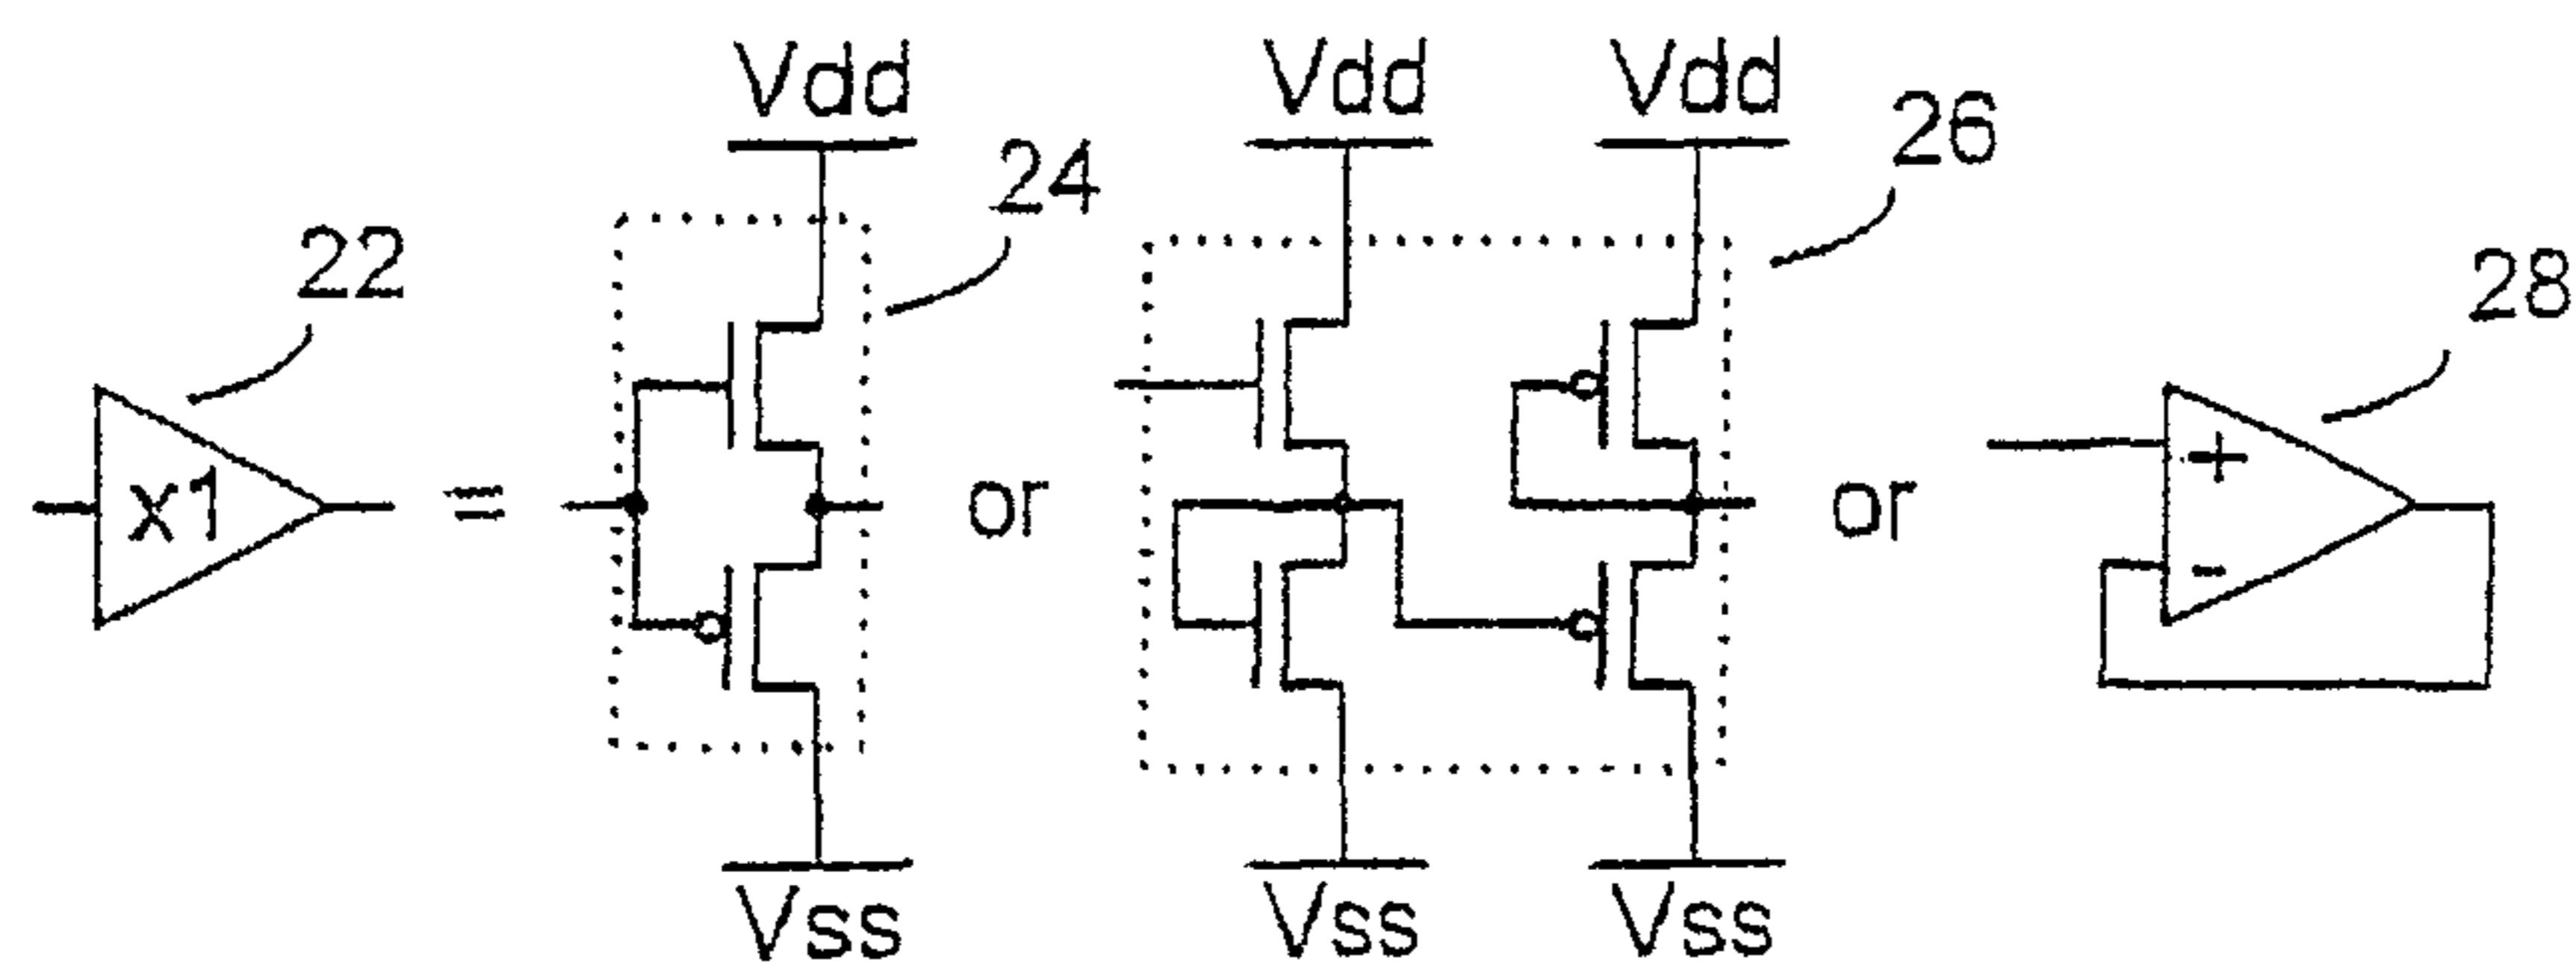 Vdd Vdd Vdd
22 24 26 28
x1 = or or + -
Vss Vss Vss